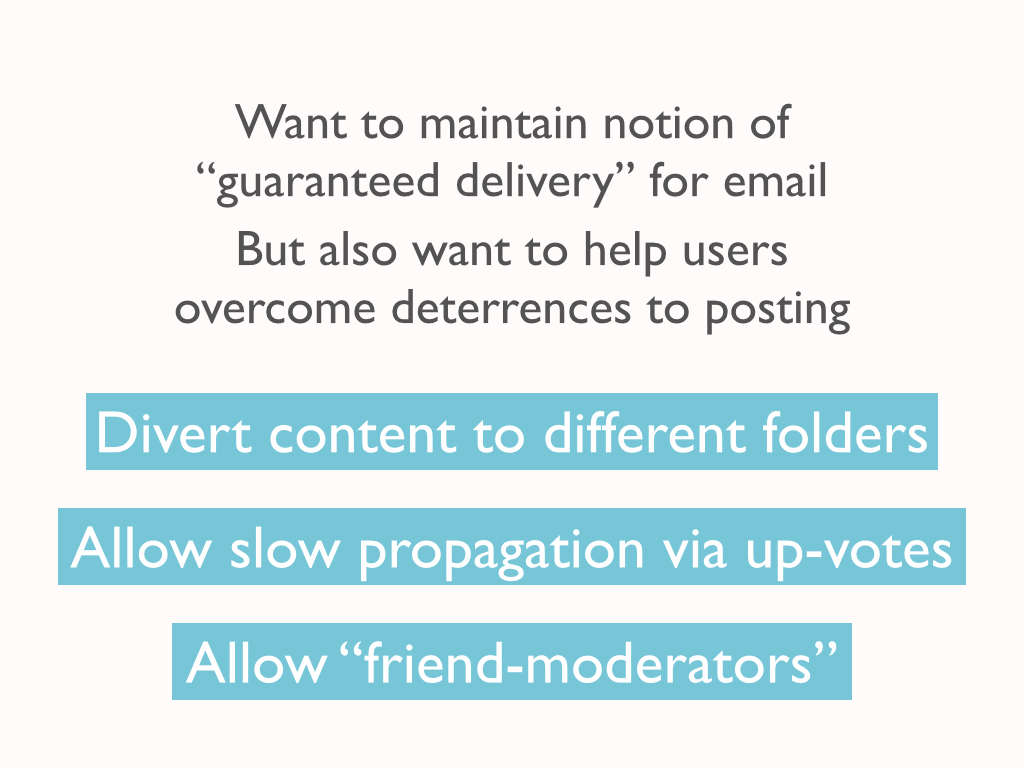 Want to maintain notion of
“guaranteed delivery” for email
But also want to help users
overcome deterrences to posting
Divert content to different folders
Allow slow propagation via up-votes
Allow “friend-moderators”